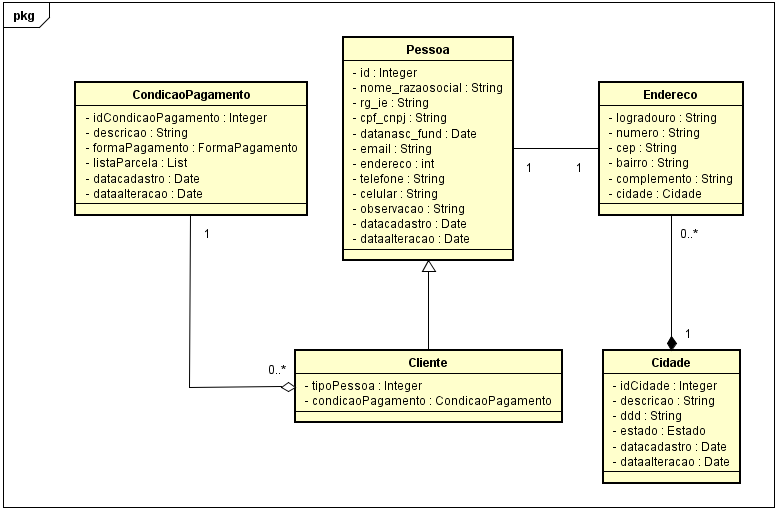 pkg
CondicaoPagamento
- idCondicaoPagamento : Integer
- descricao : String
- formaPagamento : FormaPagamento
- listaParcela : List
- datacadastro : Date
- dataalteracao : Date
Pessoa
- id : Integer
- nome_razaosocial : String
- rg_ie : String
- cpf_cnpj : String
- datanasc_fund : Date
- email : String
- endereco : int
- telefone : String
- celular : String
- observacao : String
- datacadastro : Date
- dataalteracao : Date
Endereco
- logradouro : String
- numero : String
- cep : String
- bairro : String
- complemento : String
- cidade : Cidade
1
1
1
0..*
0..*
1
Cliente
- tipoPessoa : Integer
- condicaoPagamento : CondicaoPagamento
Cidade
- idCidade : Integer
- descricao : String
- ddd : String
- estado : Estado
- datacadastro : Date
- dataalteracao : Date